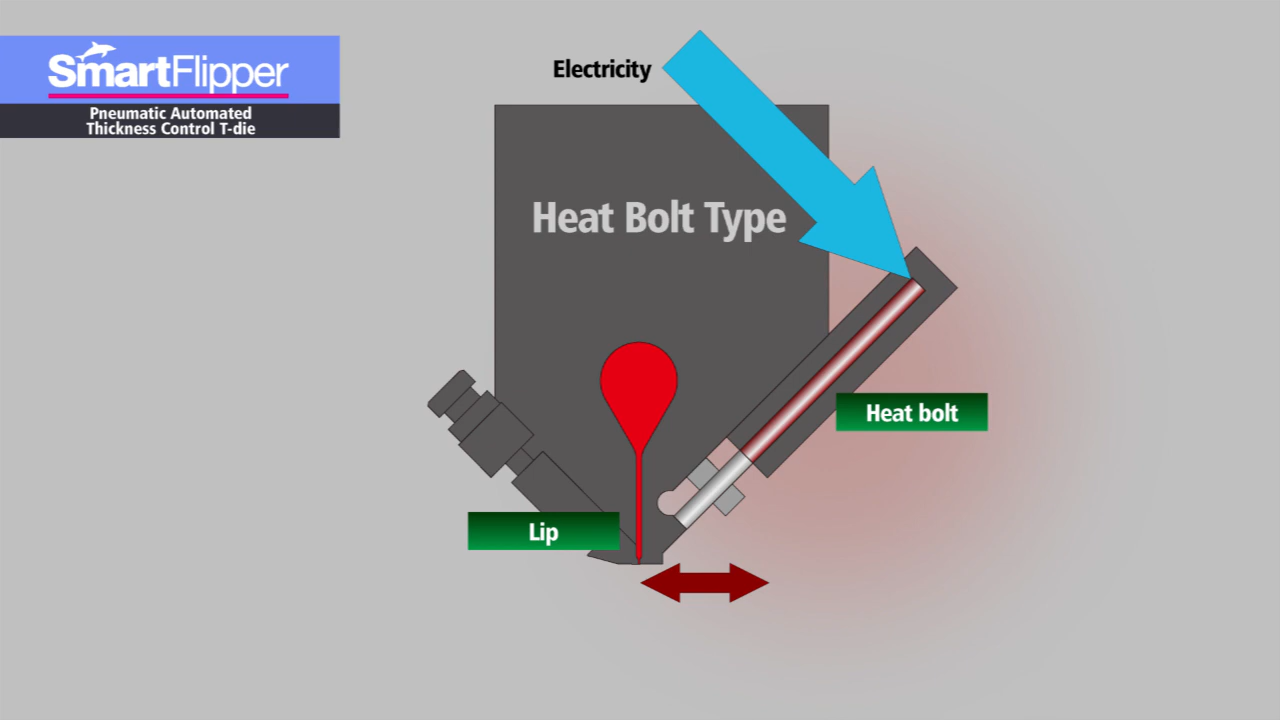 SmartFlipper
Pneumatic Automated
Thickness Control T-die
Electricity
Heat Bolt Type
Heat bolt
Lip